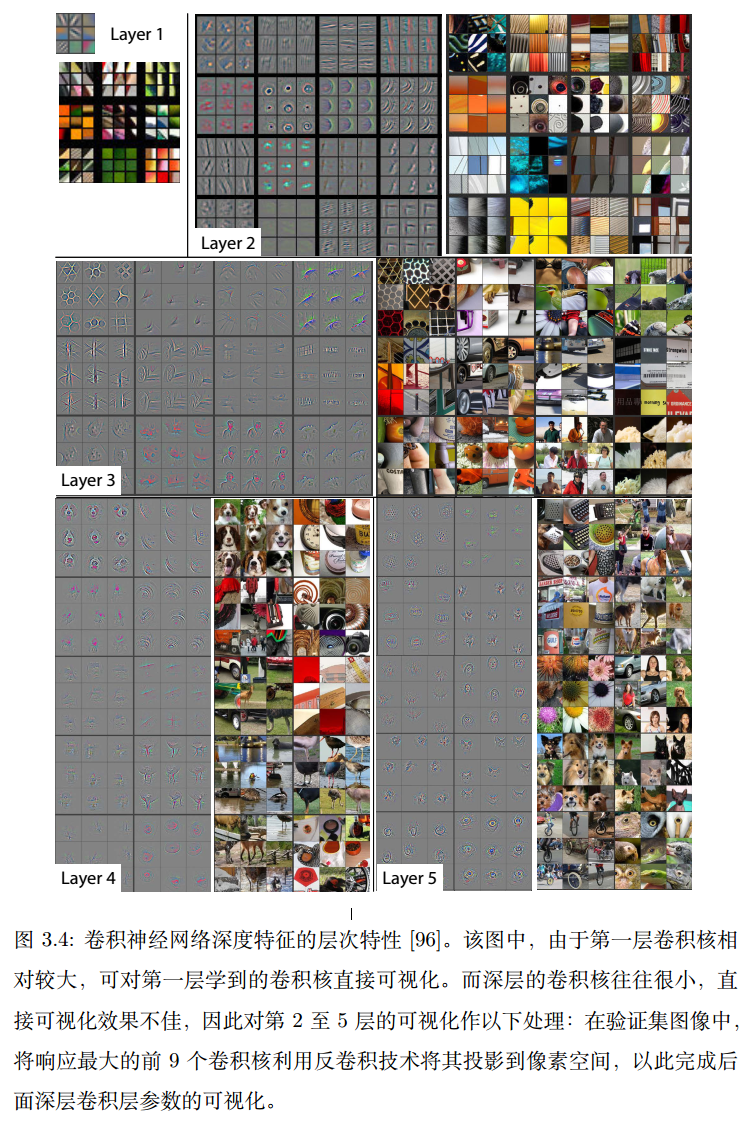 Layer 1
Layer 2
Layer 3
Layer 4
Layer 5
图 3.4: 卷积神经网络深度特征的层次特性 [96]。该图中，由于第一层卷积核相
对较大，可对第一层学到的卷积核直接可视化。而深层的卷积核往往很小，直
接可视化效果不佳，因此对第 2 至 5 层的可视化作以下处理：在验证集图像中，
将响应最大的前 9 个卷积核利用反卷积技术将其投影到像素空间，以此完成后
面深层卷积层参数的可视化。